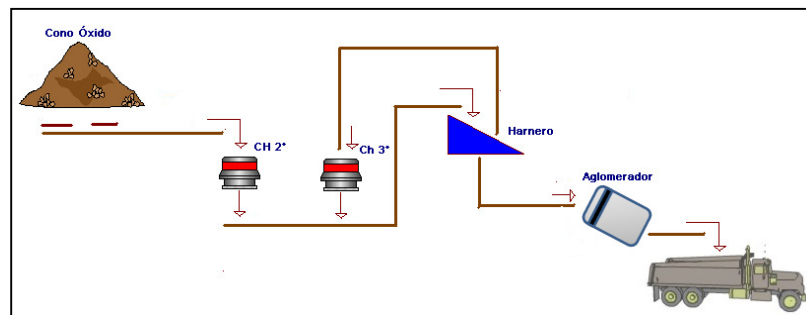 Cono Óxido
CH 2°
Ch 3°
Harnero
Aglomerador